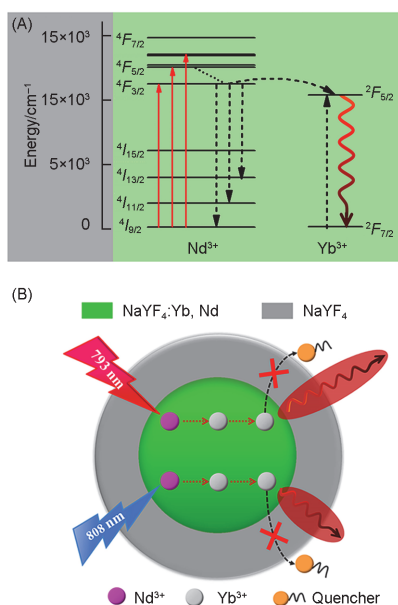 (A)
15×10³
15×10³
5×10³
0
Energy/cm⁻¹
⁴F₇/₂
⁴F₅/₂
⁴F₃/₂
⁴I₁₅/₂
⁴I₁₃/₂
⁴I₁₁/₂
⁴I₉/₂
²F₅/₂
²F₇/₂
Nd³⁺ Yb³⁺
(B)
NaYF₄:Yb, Nd NaYF₄
793 nm
808 nm
Nd³⁺ Yb³⁺ Quencher